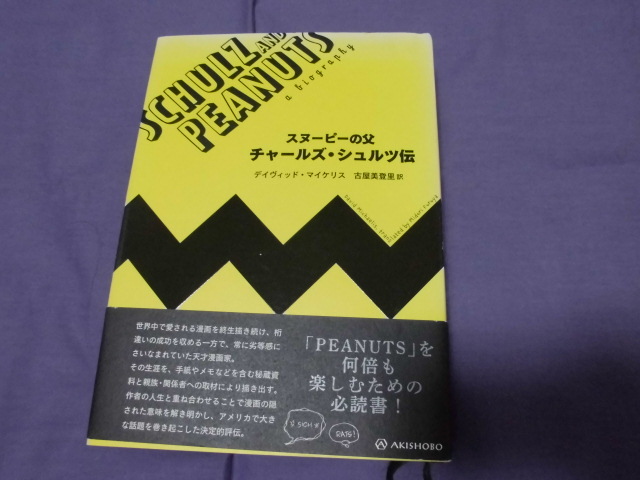 SCHULZ AND
PEANUTS
a biography
スヌーピーの父
チャールズ・シュルツ伝
デイヴィッド・マイケリス 古屋美登里 訳
David Michaelis, translated by Midori Furuya
世界中で愛される漫画を終生描き続け、桁
違いの成功を収める一方で、常に劣等感に
さいなまれていた天才漫画家。
その生涯を、手紙やメモなどを含む秘蔵資
料と親族・関係者への取材により描き出す。
作者の人生と重ね合わせることで漫画の隠
された意味を解き明かし、アメリカで大き
な話題を巻き起こした決定的評伝。
「PEANUTS」を
何倍も
楽しむための
必読書！
SIGH
RATS!
AKISHOBO